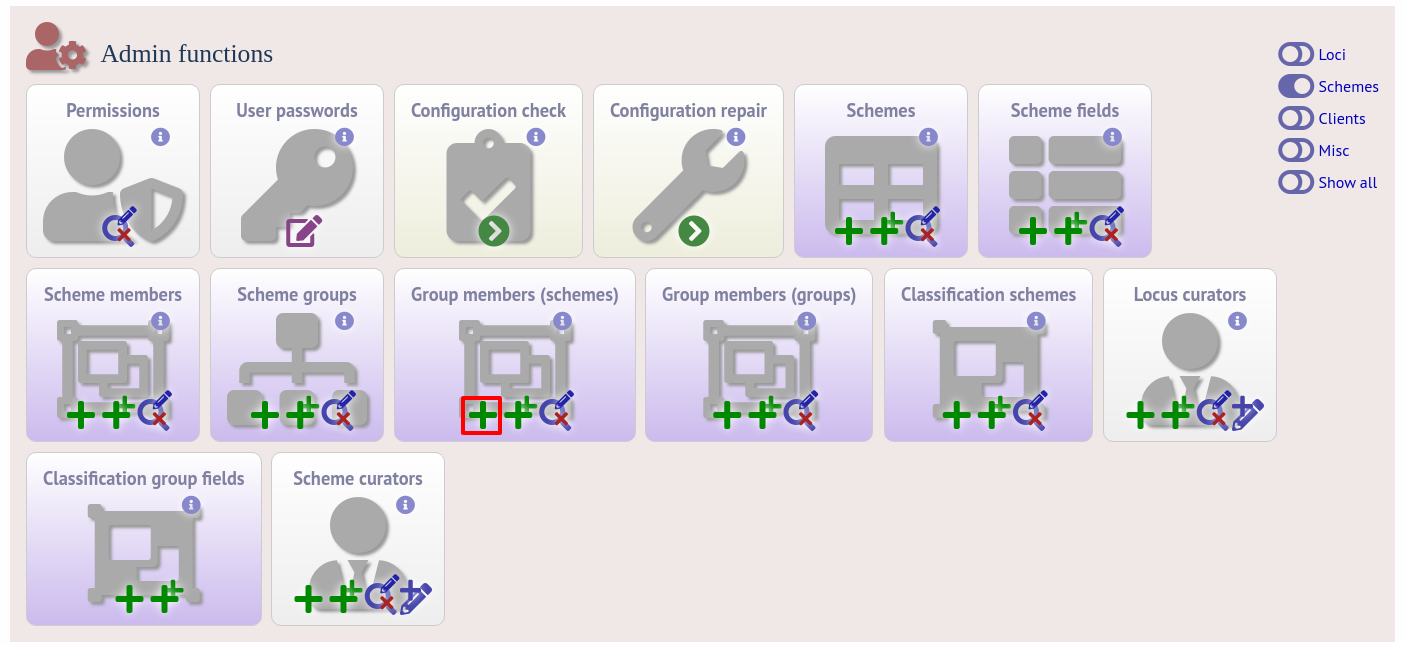 Admin functions
Loci
Schemes
Clients
Misc
Show all
Permissions
User passwords
Configuration check
Configuration repair
Schemes
Scheme fields
Scheme members
Scheme groups
Group members (schemes)
Group members (groups)
Classification schemes
Locus curators
Classification group fields
Scheme curators